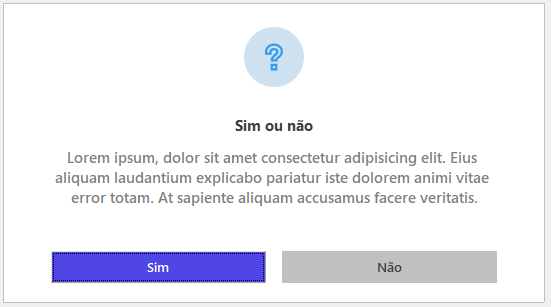 ?
Sim ou não
Lorem ipsum, dolor sit amet consectetur adipisicing elit. Eius
aliquam laudantium explicabo pariatur iste dolorem animi vitae
error totam. At sapiente aliquam accusamus facere veritatis.
Sim
Não